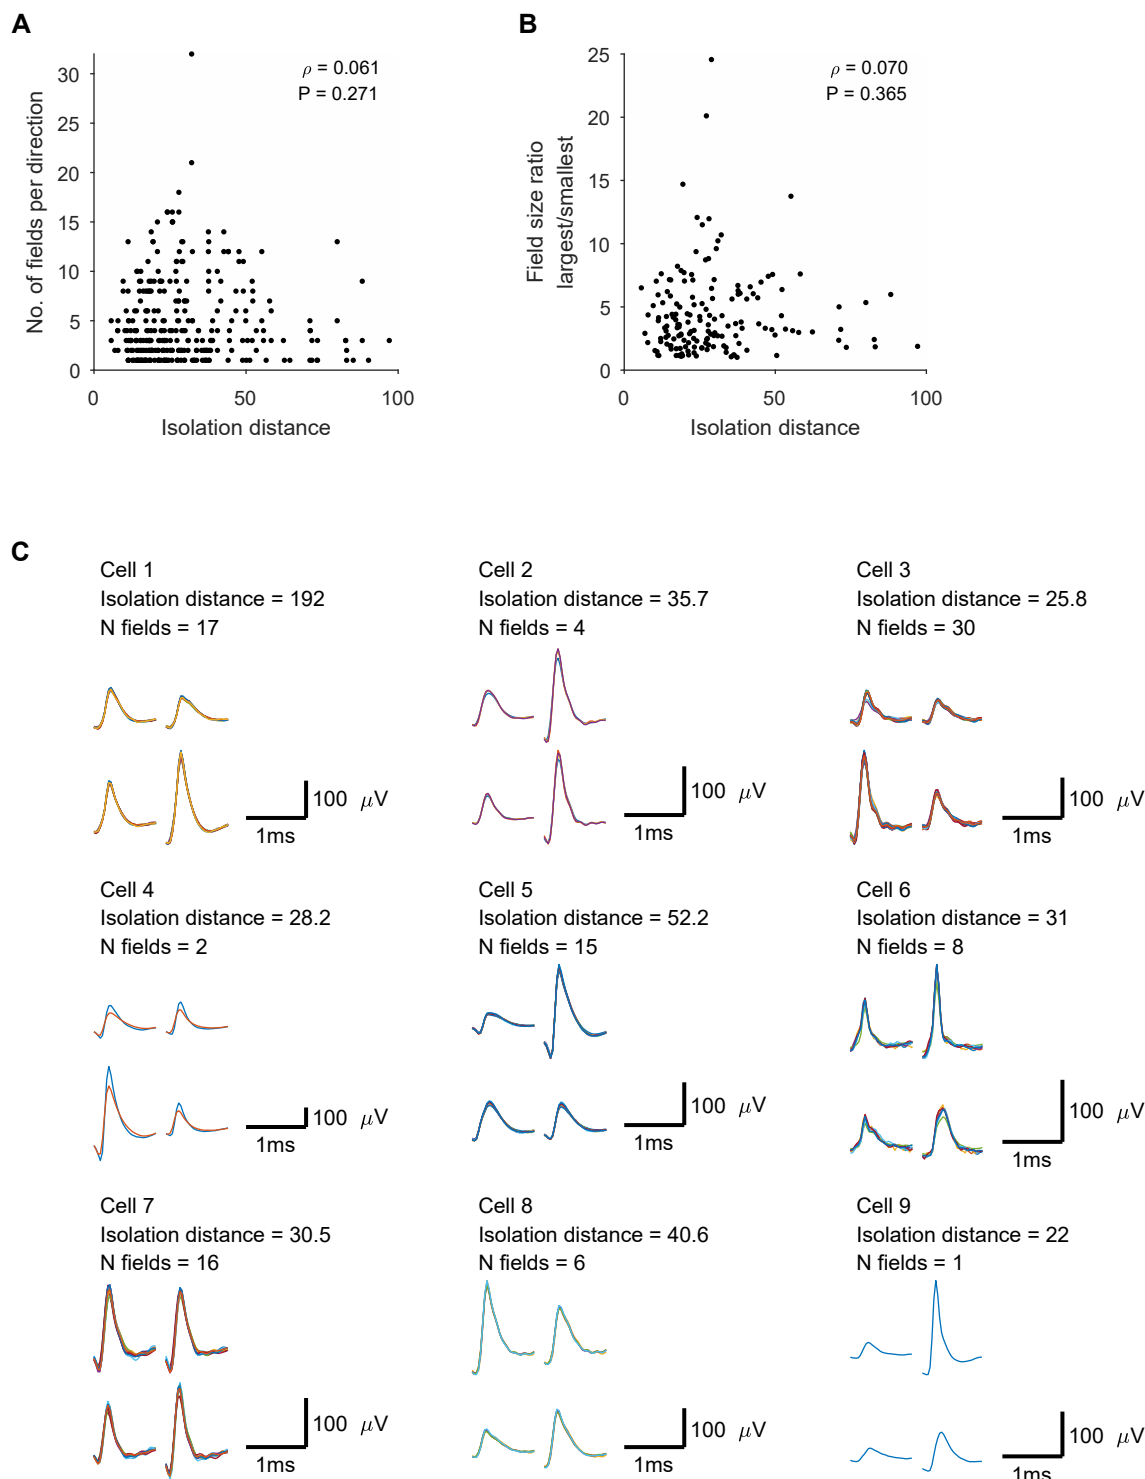 A
ρ = 0.061
P = 0.271
No. of fields per direction
30
25
20
15
10
5
0
0 50 100
Isolation distance
B
ρ = 0.070
P = 0.365
Field size ratio
largest/smallest
25
20
15
10
5
0
0 50 100
Isolation distance
C
Cell 1
Isolation distance = 192
N fields = 17
100 μV
1ms
Cell 2
Isolation distance = 35.7
N fields = 4
100 μV
1ms
Cell 3
Isolation distance = 25.8
N fields = 30
100 μV
1ms
Cell 4
Isolation distance = 28.2
N fields = 2
100 μV
1ms
Cell 5
Isolation distance = 52.2
N fields = 15
100 μV
1ms
Cell 6
Isolation distance = 31
N fields = 8
100 μV
1ms
Cell 7
Isolation distance = 30.5
N fields = 16
100 μV
1ms
Cell 8
Isolation distance = 40.6
N fields = 6
100 μV
1ms
Cell 9
Isolation distance = 22
N fields = 1
100 μV
1ms